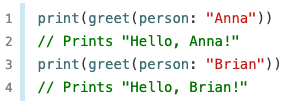 1 print(greet(person: "Anna"))
2 // Prints "Hello, Anna!"
3 print(greet(person: "Brian"))
4 // Prints "Hello, Brian!"